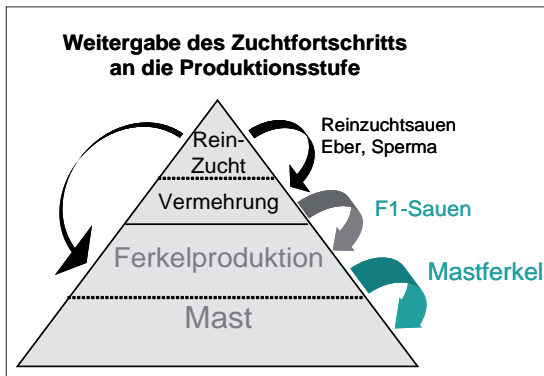 Weitergabe des Zuchtfortschritts
an die Produktionsstufe
Rein-
Zucht
Reinzuchtsauen
Eber, Sperma
Vermehrung
F1-Sauen
Ferkelproduktion
Mastferkel
Mast